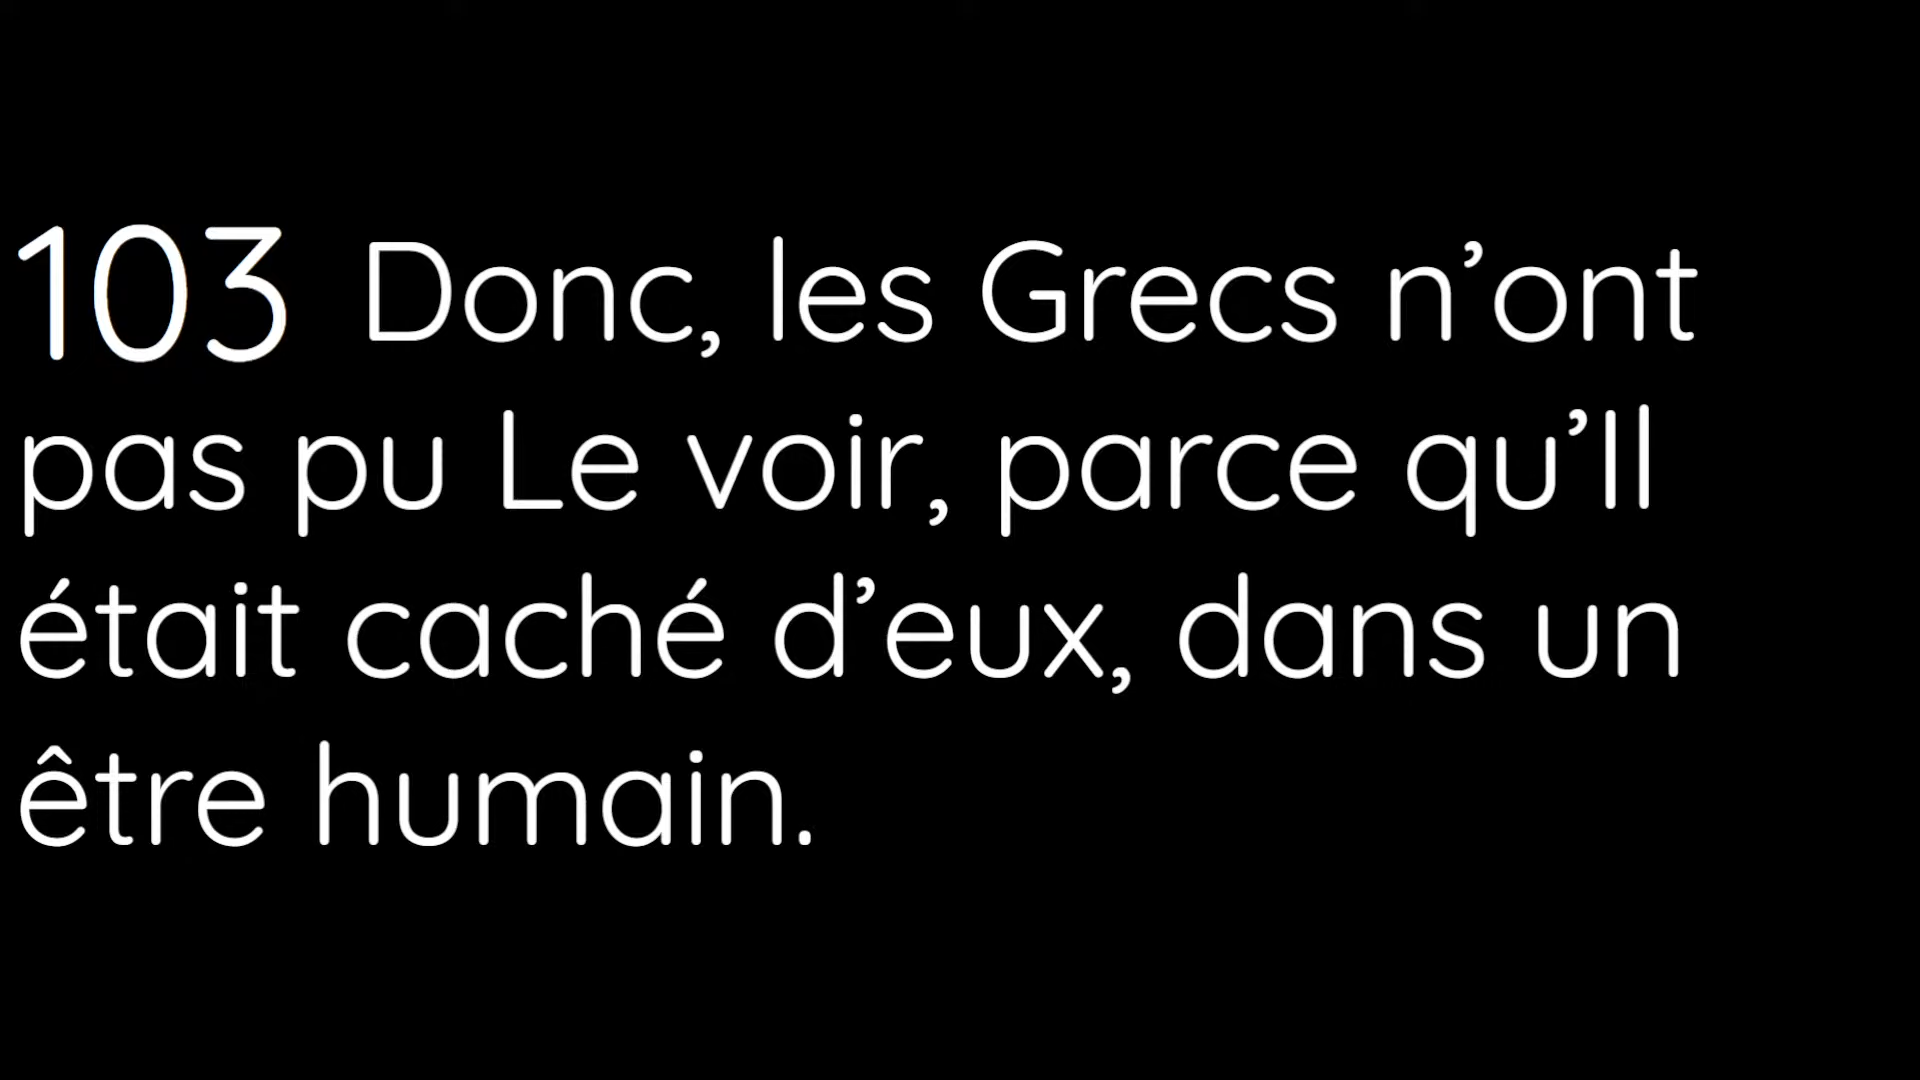 103 Donc, les Grecs n’ont
pas pu Le voir, parce qu’Il
était caché d’eux, dans un
être humain.